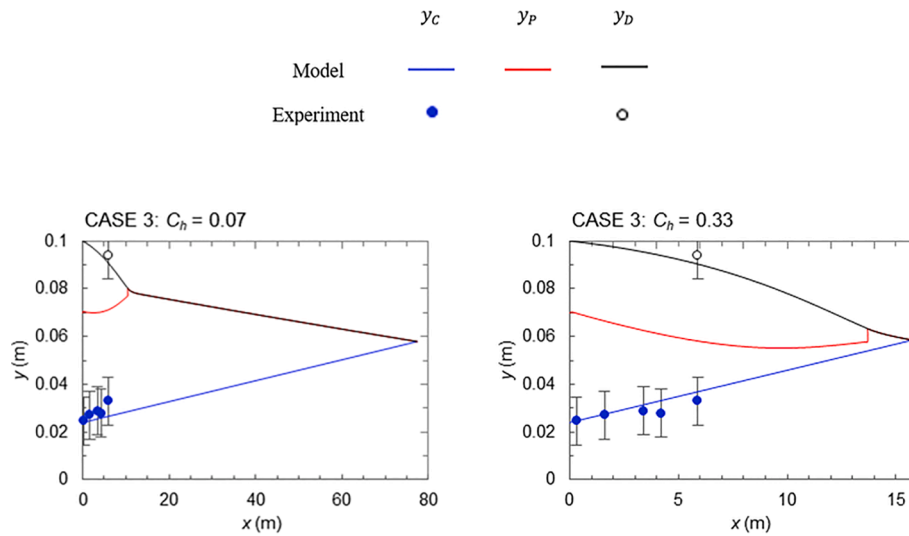 y_C y_P y_D
Model
Experiment
CASE 3: C_h = 0.07
0.1
0.08
0.06
0.04
0.02
0
y (m)
0 20 40 60 80
x (m)
CASE 3: C_h = 0.33
0.1
0.08
0.06
0.04
0.02
0
y (m)
0 5 10 15
x (m)